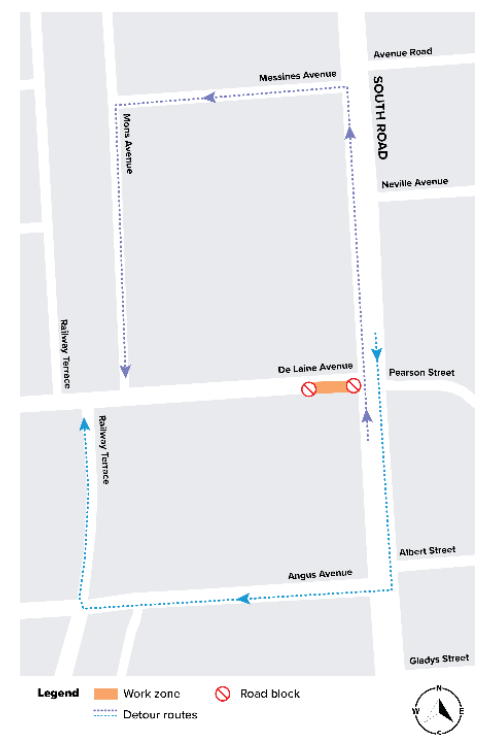 Avenue Road
Messines Avenue
SOUTH ROAD
Mons Avenue
Neville Avenue
Railway Terrace
De Laine Avenue
Pearson Street
Railway Terrace
Albert Street
Angus Avenue
Gladys Street
Legend
Work zone
Road block
Detour routes
N
W
E
S